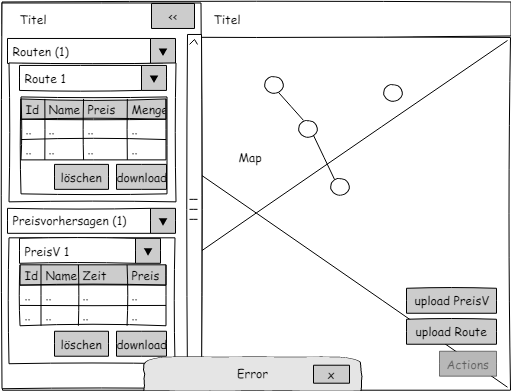 Titel
<<
Titel
Routen (1)
▼
Route 1
▼
Id Name Preis Menge
.. .. .. ..
.. .. .. ..
löschen download
Map
Preisvorhersagen (1)
▼
PreisV 1
▼
Id Name Zeit Preis
.. .. .. ..
.. .. .. ..
löschen download
upload PreisV
upload Route
Actions
Error x